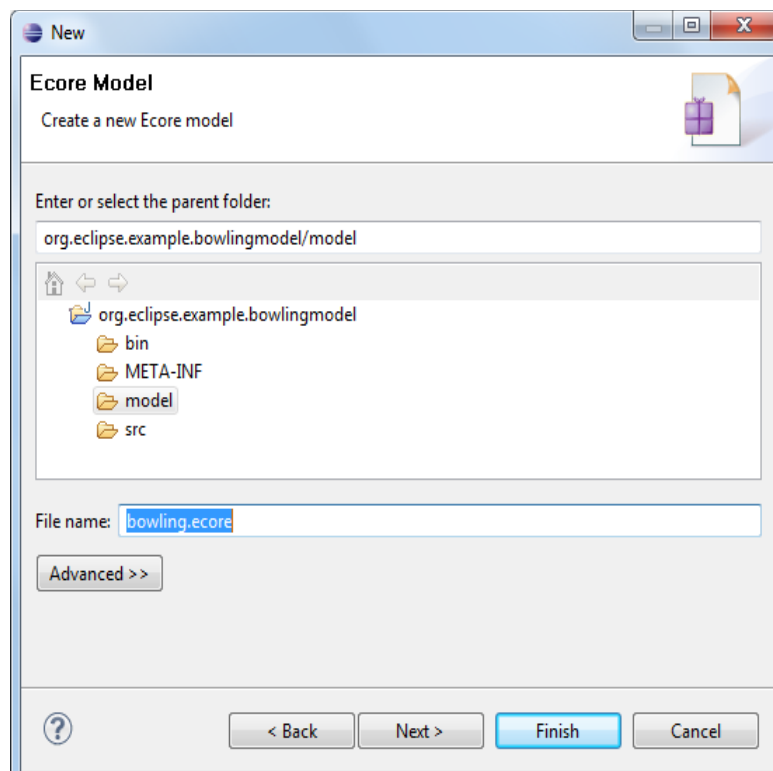 New
Ecore Model
Create a new Ecore model
Enter or select the parent folder:
org.eclipse.example.bowlingmodel/model
org.eclipse.example.bowlingmodel
bin
META-INF
model
src
File name: bowling.ecore
Advanced >>
? < Back Next > Finish Cancel